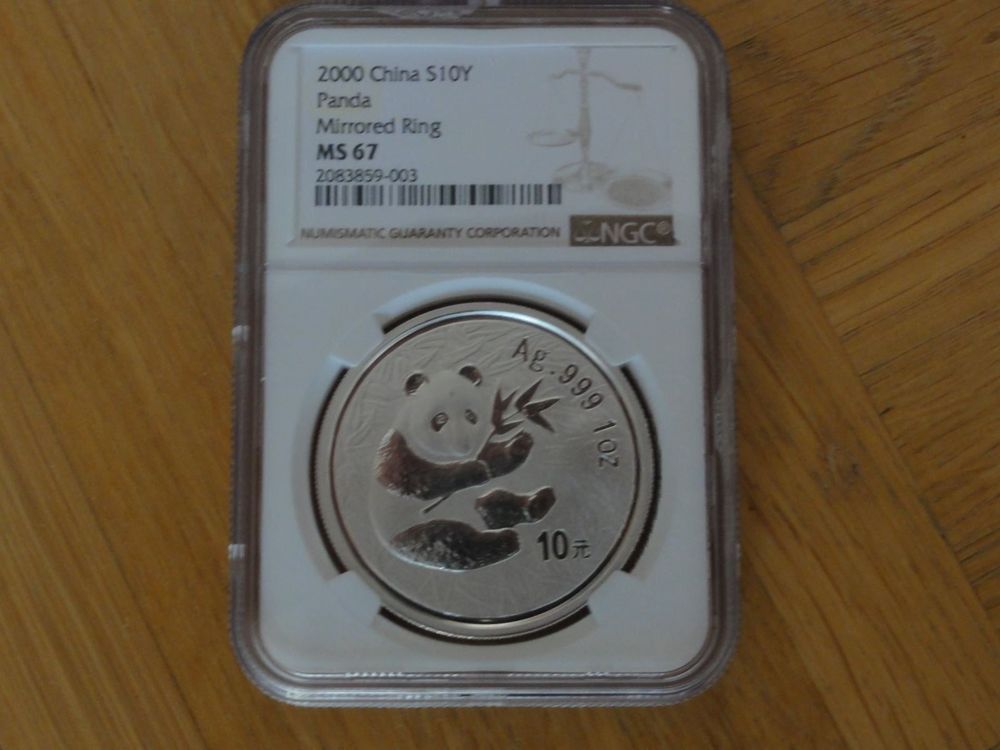 2000 China S10Y
Panda
Mirrored Ring
MS 67
2083859-003
NUMISMATIC GUARANTY CORPORATION NGC®
Ag.999 1oz
10元